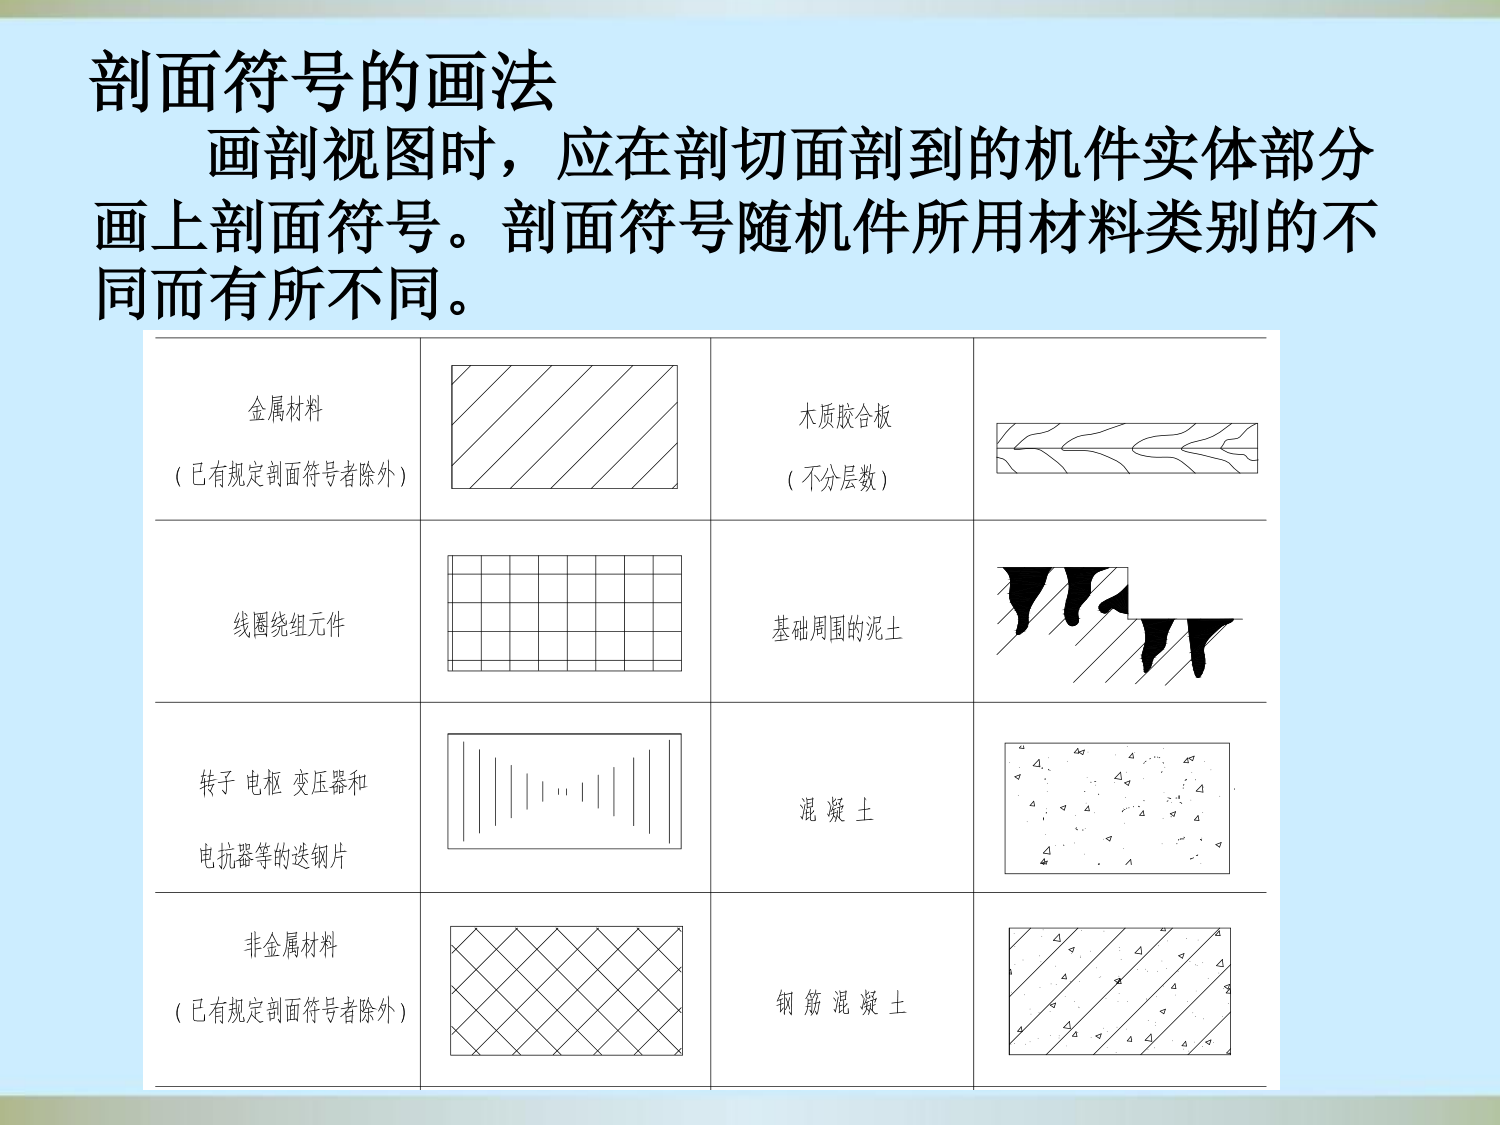 剖面符号的画法
画剖视图时，应在剖切面剖到的机件实体部分
画上剖面符号。剖面符号随机件所用材料类别的不
同而有所不同。
金属材料
（已有规定剖面符号者除外）
木质胶合板
（不分层数）
线圈绕组元件
基础周围的泥土
转子 电枢 变压器和
电抗器等的迭钢片
混 凝 土
非金属材料
（已有规定剖面符号者除外）
钢 筋 混 凝 土